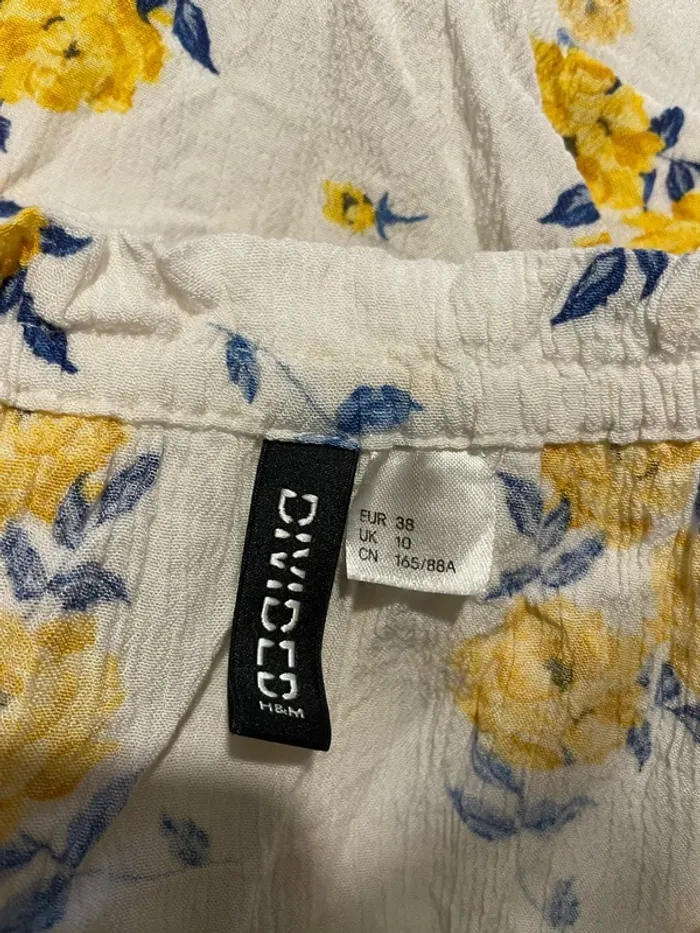 DIVIDED
H&M
EUR 38
UK 10
CN 165/88A